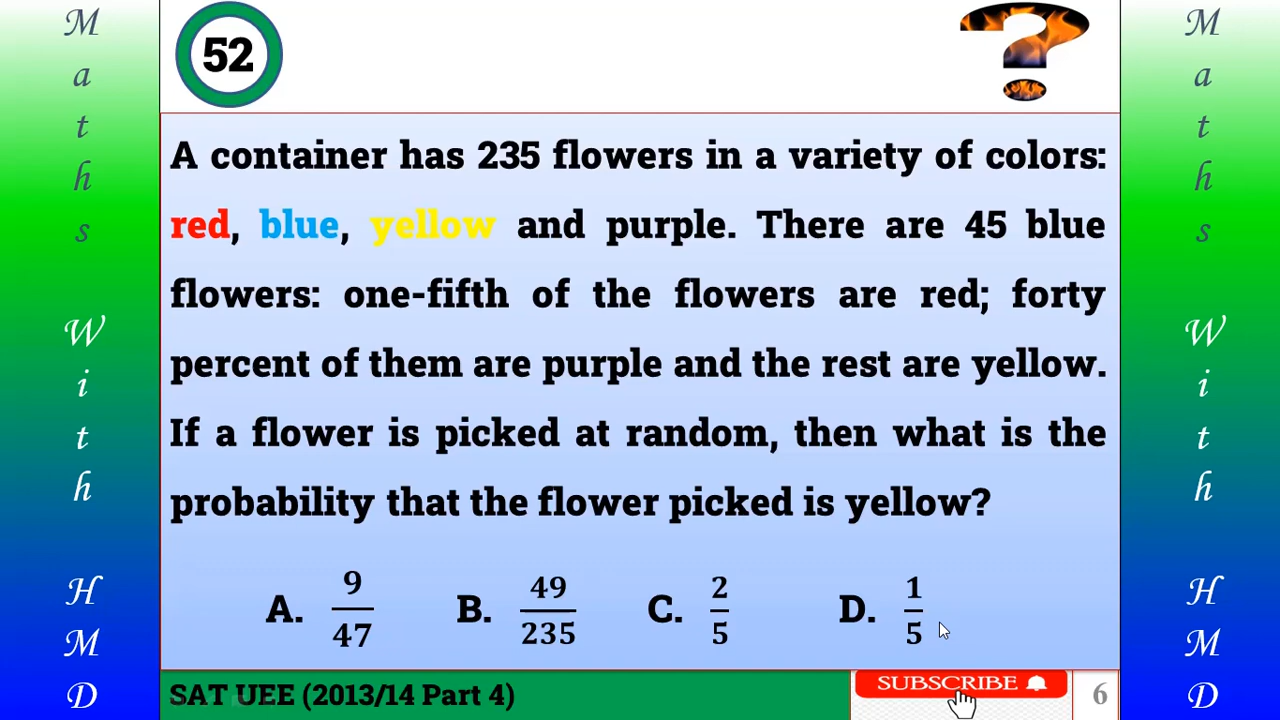 52
A container has 235 flowers in a variety of colors:
red, blue, yellow and purple. There are 45 blue
flowers: one-fifth of the flowers are red; forty
percent of them are purple and the rest are yellow.
If a flower is picked at random, then what is the
probability that the flower picked is yellow?
A. 9/47 B. 49/235 C. 2/5 D. 1/5
SAT UEE (2013/14 Part 4)
SUBSCRIBE
6
Maths With HMD
Maths With HMD